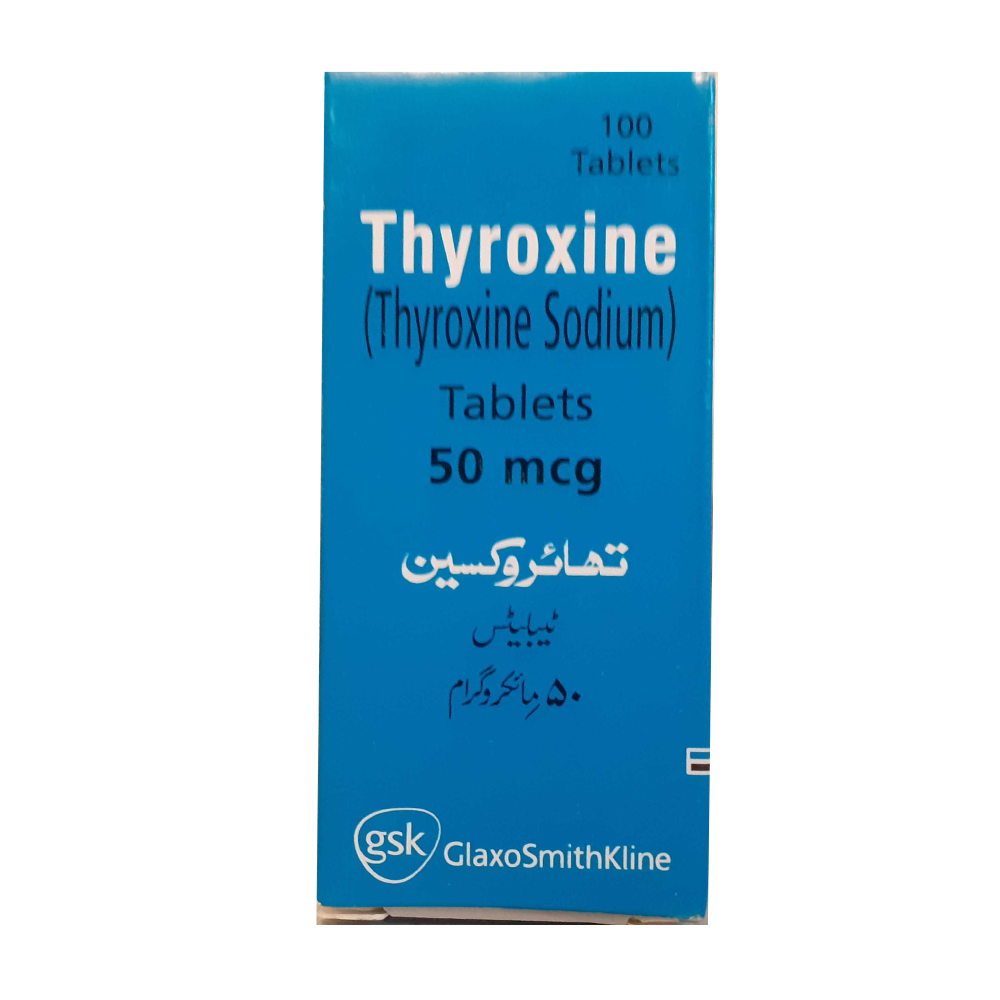 100
Tablets
Thyroxine
(Thyroxine Sodium)
Tablets
50 mcg
تھائروکسین
ٹیبلیٹس
۵۰ مائکروگرام
gsk GlaxoSmithKline